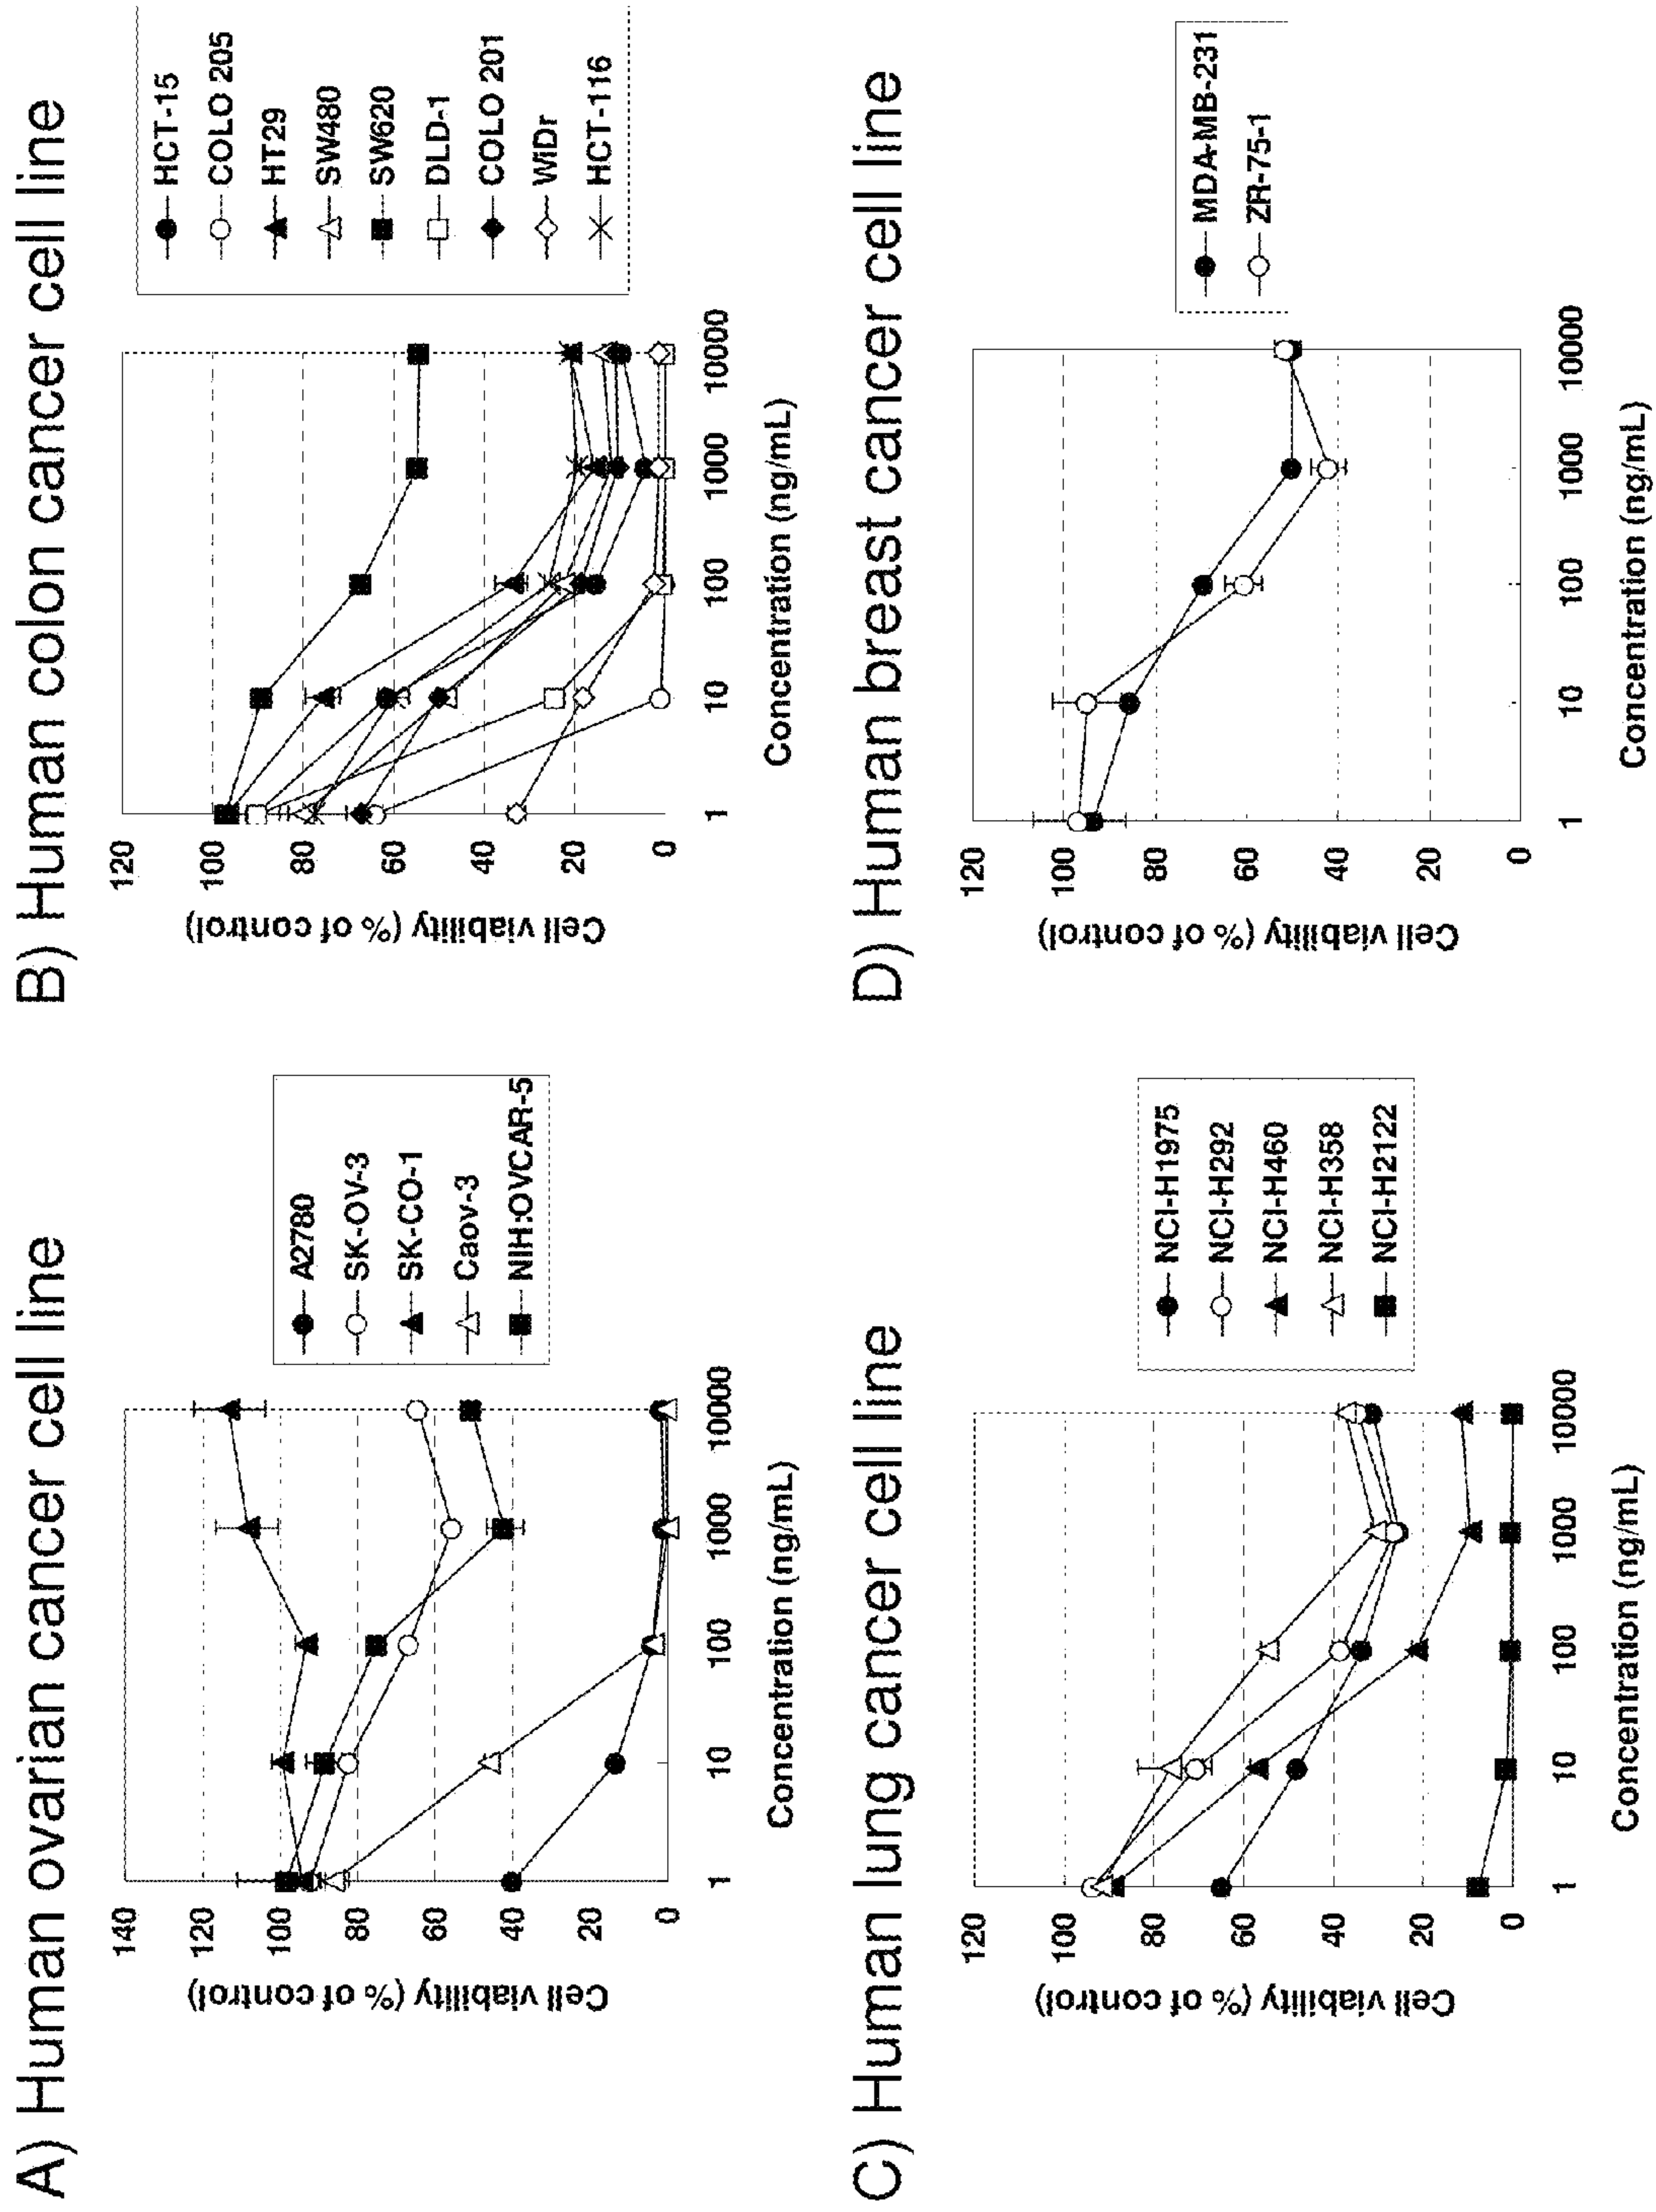 A) Human ovarian cancer cell line
Cell viability (% of control)
140
120
100
80
60
40
20
0
1
10
100
1000
10000
Concentration (ng/mL)
A2780
SK-OV-3
SK-CO-1
Caov-3
NIH:OVCAR-5
B) Human colon cancer cell line
Cell viability (% of control)
120
100
80
60
40
20
0
1
10
100
1000
10000
Concentration (ng/mL)
HCT-15
COLO 205
HT29
SW480
SW620
DLD-1
COLO 201
WiDr
HCT-116
C) Human lung cancer cell line
Cell viability (% of control)
120
100
80
60
40
20
0
1
10
100
1000
10000
Concentration (ng/mL)
NCI-H1975
NCI-H292
NCI-H460
NCI-H358
NCI-H2122
D) Human breast cancer cell line
Cell viability (% of control)
120
100
80
60
40
20
0
1
10
100
1000
10000
Concentration (ng/mL)
MDA-MB-231
ZR-75-1